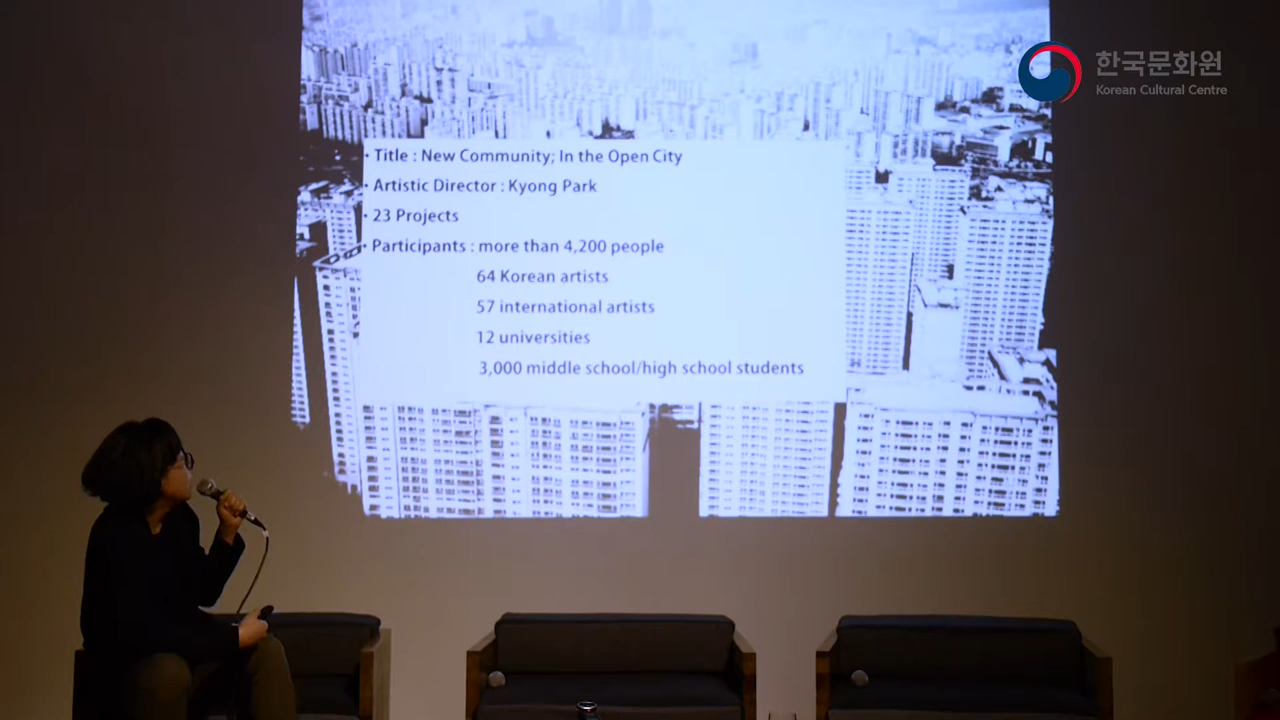 한국문화원
Korean Cultural Centre
• Title : New Community; In the Open City
• Artistic Director : Kyong Park
• 23 Projects
• Participants : more than 4,200 people
64 Korean artists
57 international artists
12 universities
3,000 middle school/high school students